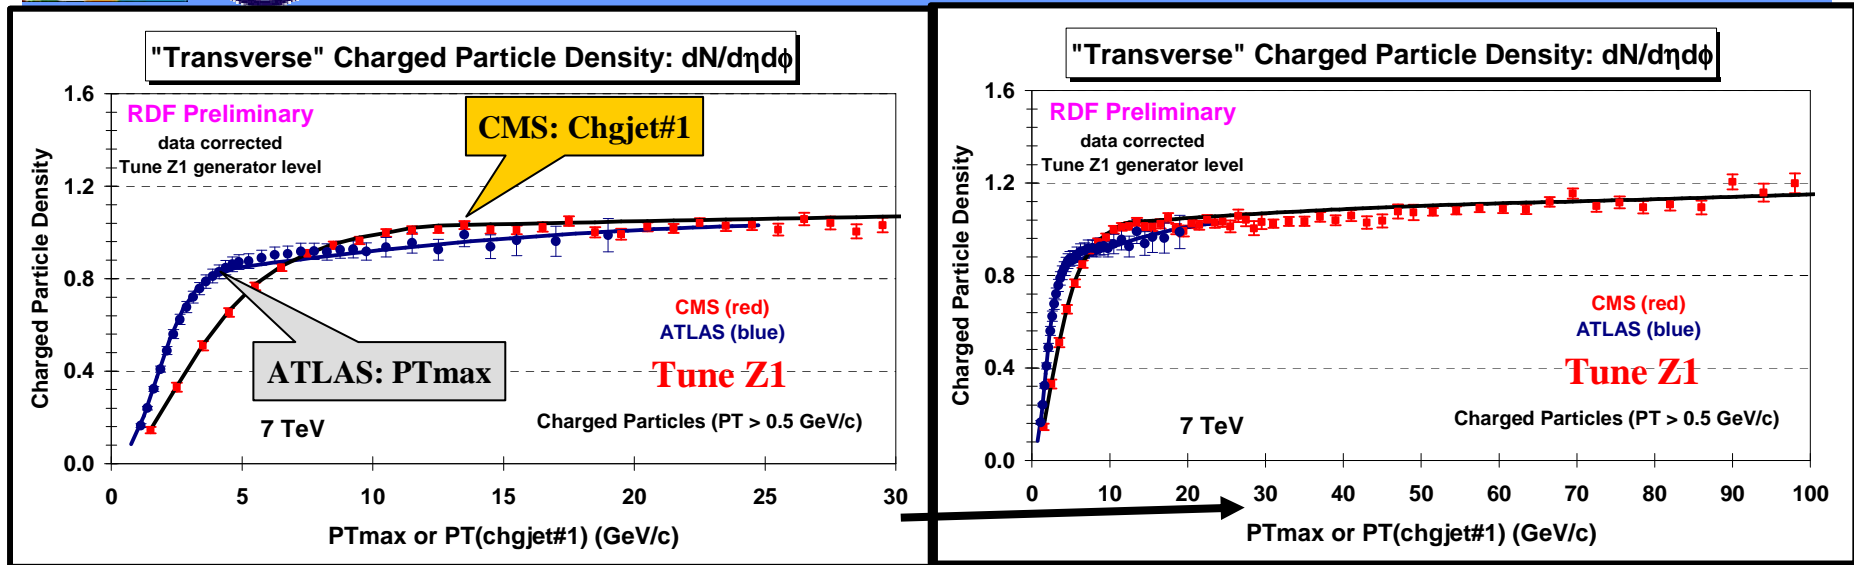 "Transverse" Charged Particle Density: dN/dηdϕ
1.6
1.2
0.8
0.4
0.0
Charged Particle Density
RDF Preliminary
data corrected
Tune Z1 generator level
CMS: Chgjet#1
CMS (red)
ATLAS (blue)
ATLAS: PTmax
Tune Z1
7 TeV
Charged Particles (PT > 0.5 GeV/c)
0 5 10 15 20 25 30
PTmax or PT(chgjet#1) (GeV/c)
"Transverse" Charged Particle Density: dN/dηdϕ
1.6
1.2
0.8
0.4
0.0
Charged Particle Density
RDF Preliminary
data corrected
Tune Z1 generator level
CMS (red)
ATLAS (blue)
Tune Z1
7 TeV
Charged Particles (PT > 0.5 GeV/c)
0 10 20 30 40 50 60 70 80 90 100
PTmax or PT(chgjet#1) (GeV/c)